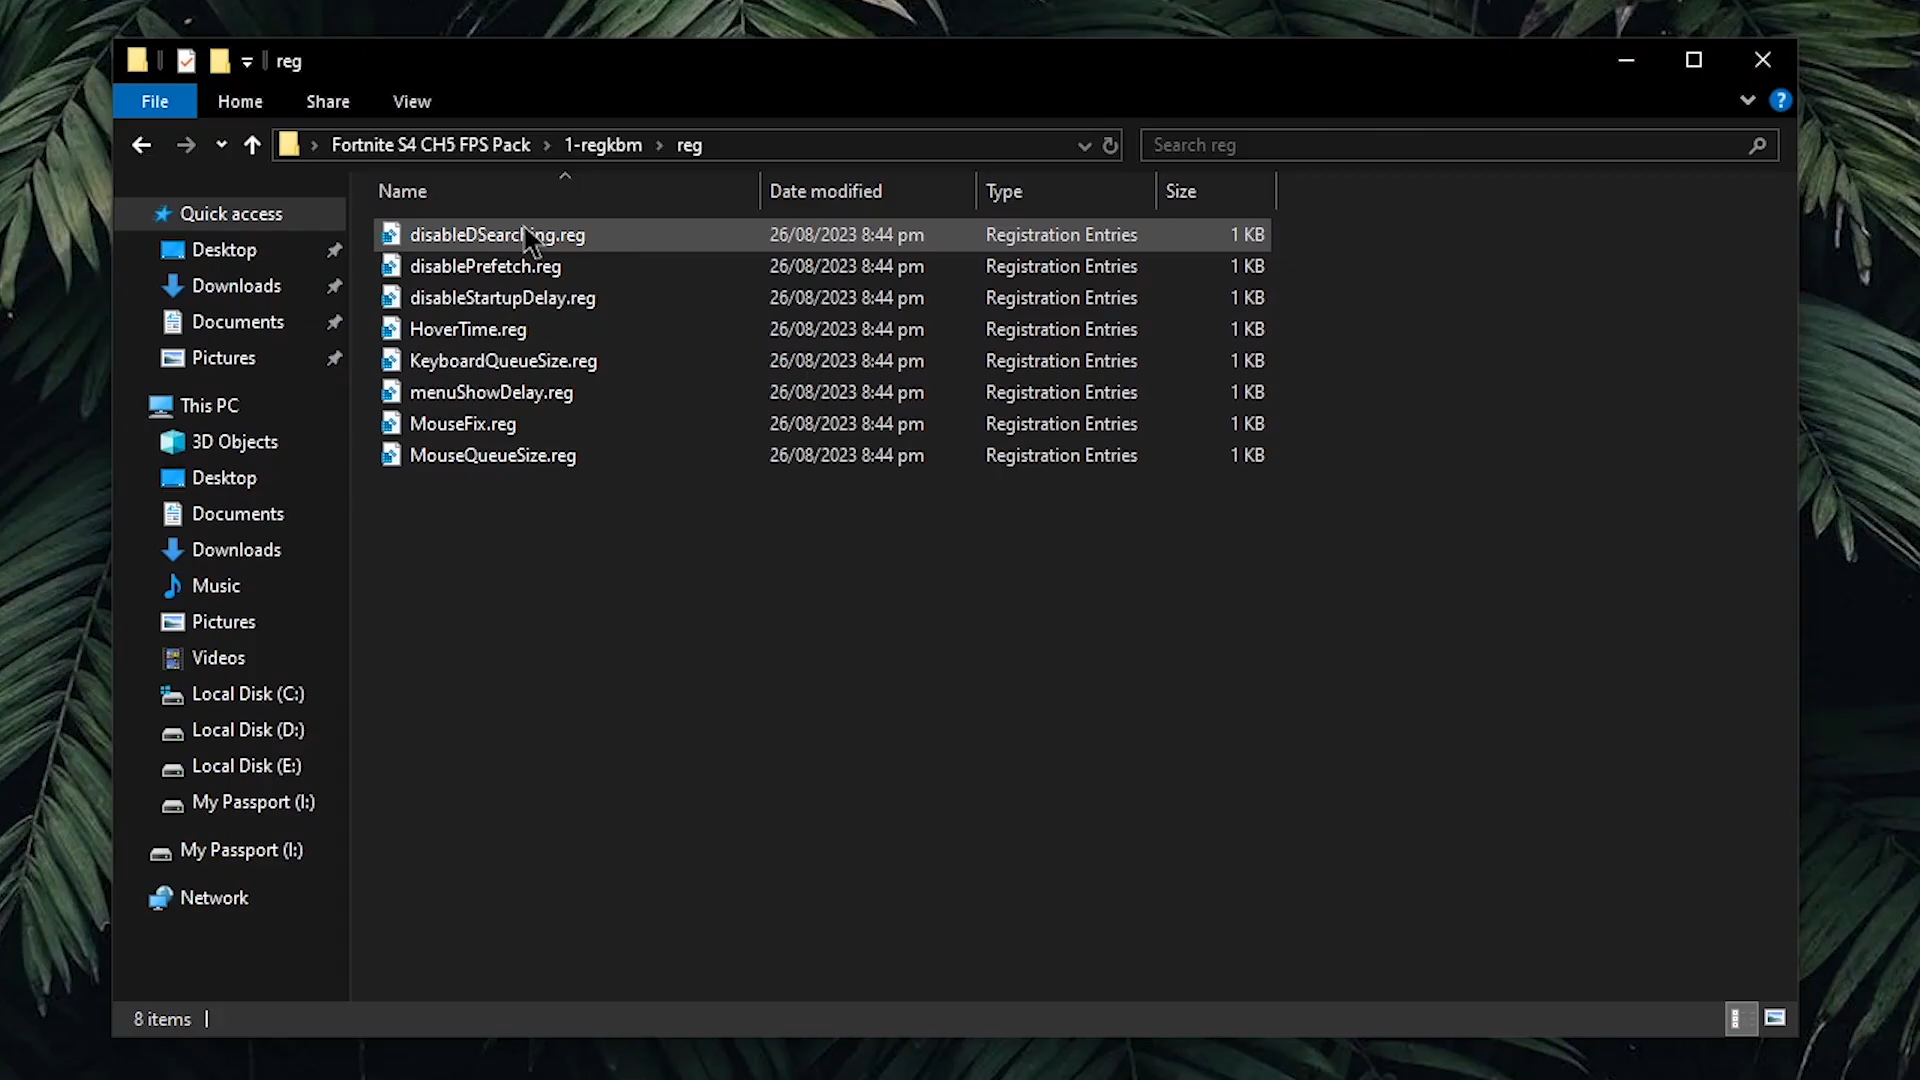 reg
File Home Share View
Fortnite S4 CH5 FPS Pack > 1-regkbm > reg
Search reg
Name Date modified Type Size
Quick access
Desktop
Downloads
Documents
Pictures
This PC
3D Objects
Desktop
Documents
Downloads
Music
Pictures
Videos
Local Disk (C:)
Local Disk (D:)
Local Disk (E:)
My Passport (I:)
My Passport (I:)
Network
disableDSearching.reg 26/08/2023 8:44 pm Registration Entries 1 KB
disablePrefetch.reg 26/08/2023 8:44 pm Registration Entries 1 KB
disableStartupDelay.reg 26/08/2023 8:44 pm Registration Entries 1 KB
HoverTime.reg 26/08/2023 8:44 pm Registration Entries 1 KB
KeyboardQueueSize.reg 26/08/2023 8:44 pm Registration Entries 1 KB
menuShowDelay.reg 26/08/2023 8:44 pm Registration Entries 1 KB
MouseFix.reg 26/08/2023 8:44 pm Registration Entries 1 KB
MouseQueueSize.reg 26/08/2023 8:44 pm Registration Entries 1 KB
8 items